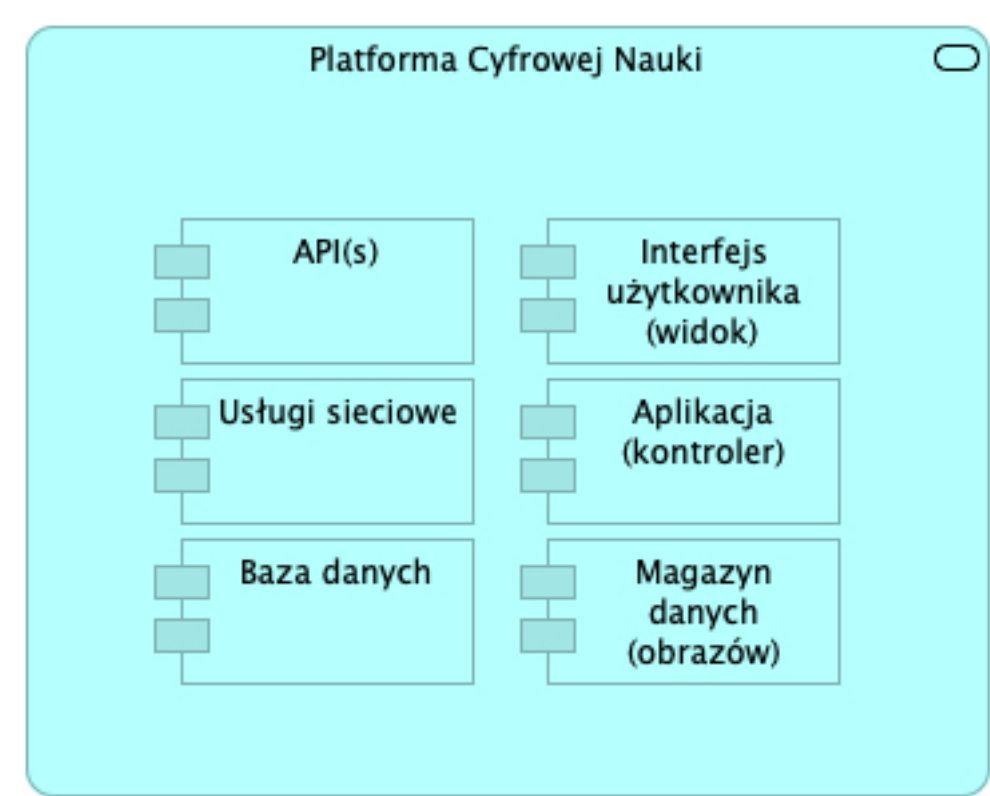 Platforma Cyfrowej Nauki
API(s)
Interfejs
użytkownika
(widok)
Usługi sieciowe
Aplikacja
(kontroler)
Baza danych
Magazyn
danych
(obrazów)